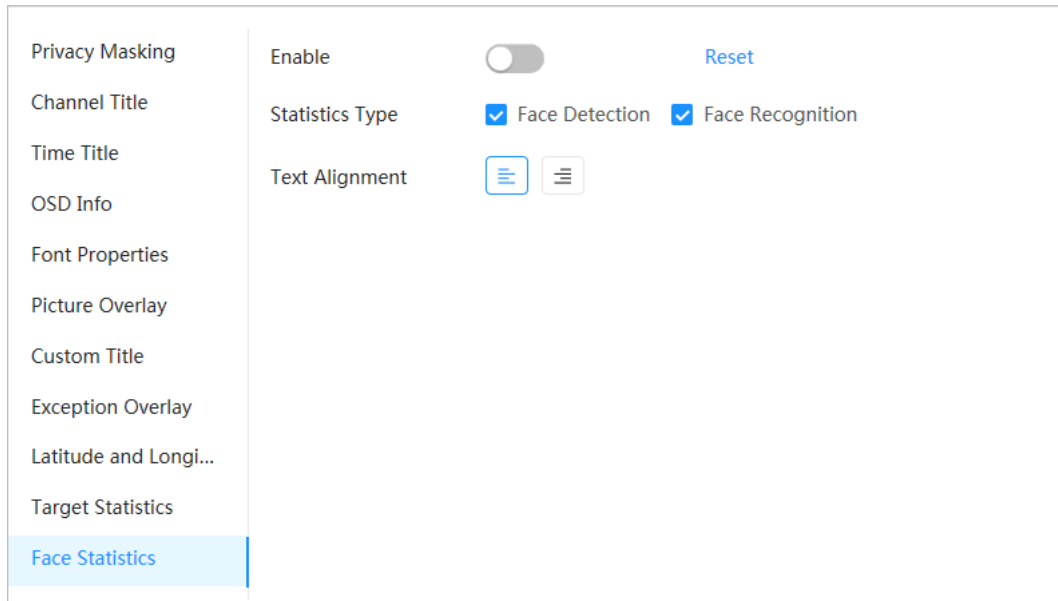 Privacy Masking
Channel Title
Time Title
OSD Info
Font Properties
Picture Overlay
Custom Title
Exception Overlay
Latitude and Longi...
Target Statistics
Face Statistics
Enable Reset
Statistics Type Face Detection Face Recognition
Text Alignment